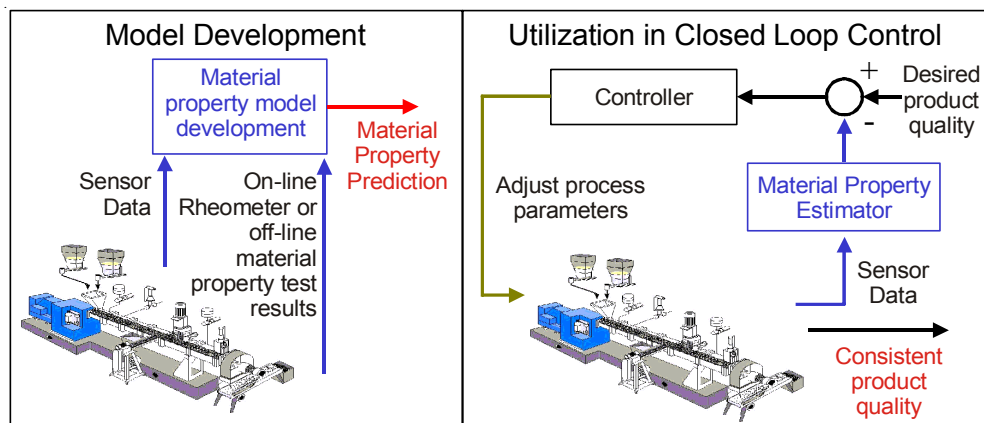 Model Development
Material
property model
development
Material
Property
Prediction
Sensor
Data
On-line
Rheometer or
off-line
material
property test
results
Utilization in Closed Loop Control
Controller
+
-
Desired
product
quality
Adjust process
parameters
Material Property
Estimator
Sensor
Data
Consistent
product
quality